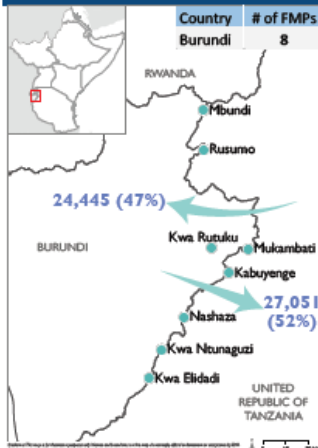 Country # of FMPs
Burundi 8
RWANDA
Mbundi
Rusumo
24,445 (47%)
Kwa Rutuku
BURUNDI
Mukambati
Kabuyenge
27,051
(52%)
Nashaza
Kwa Ntunaguzi
Kwa Elidadi
UNITED
REPUBLIC OF
TANZANIA